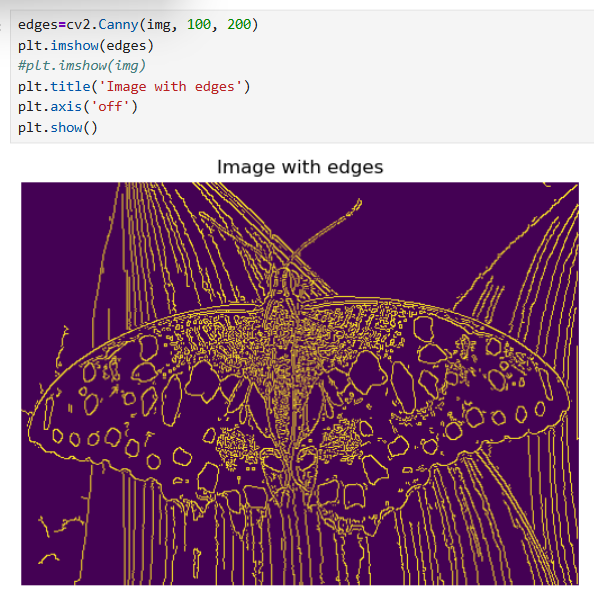 edges=cv2.Canny(img, 100, 200)
plt.imshow(edges)
#plt.imshow(img)
plt.title('Image with edges')
plt.axis('off')
plt.show()
Image with edges